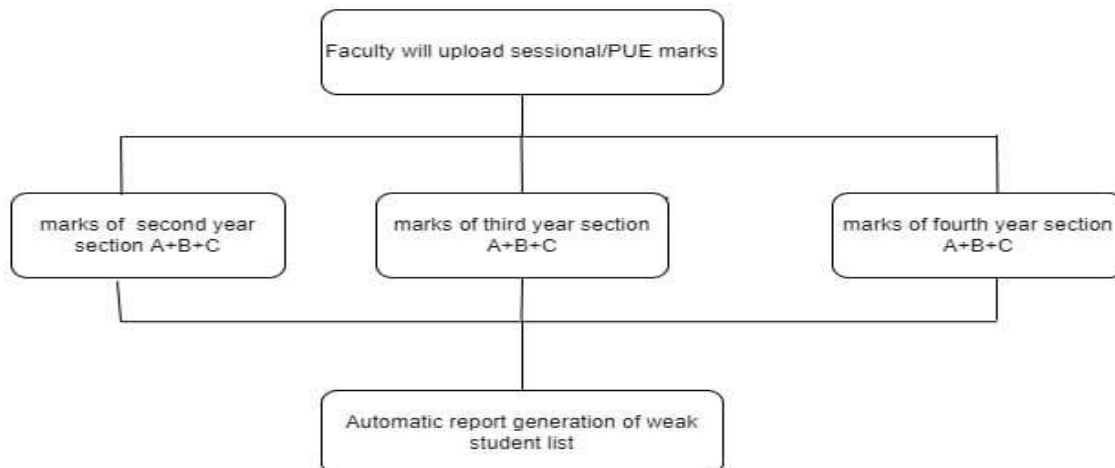 Faculty will upload sessional/PUE marks
marks of second year
section A+B+C
marks of third year section
A+B+C
marks of fourth year section
A+B+C
Automatic report generation of weak
student list